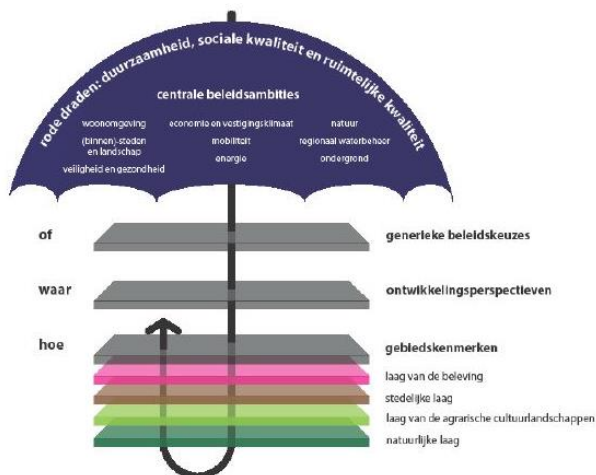 rode draden: duurzaamheid, sociale kwaliteit en ruimtelijke kwaliteit
centrale beleidsambities
woonomgeving
(binnen)-steden
en landschap
veiligheid en gezondheid
economie en vestigingsklimaat
mobiliteit
energie
natuur
regionaal waterbeheer
ondergrond
of
generieke beleidskeuzes
waar
ontwikkelingsperspectieven
hoe
gebiedskenmerken
laag van de beleving
stedelijke laag
laag van de agrarische cultuurlandschappen
natuurlijke laag